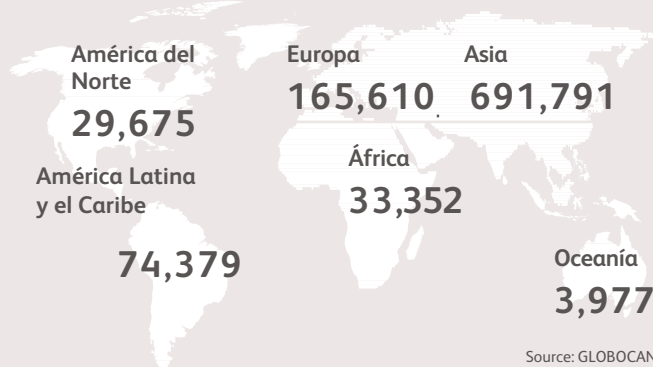 América del
Norte
29,675
Europa
165,610
Asia
691,791
América Latina
y el Caribe
74,379
África
33,352
Oceanía
3,977
Source: GLOBOCAN